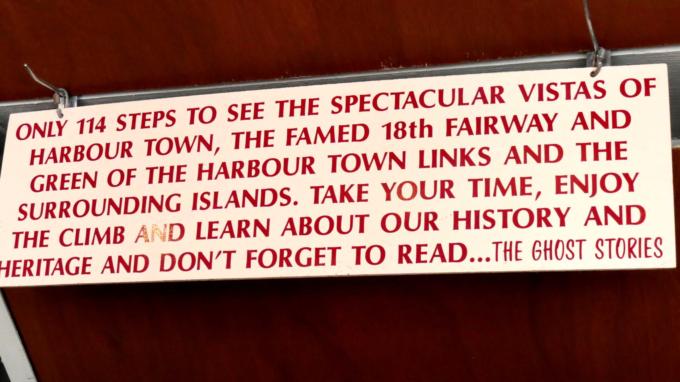 ONLY 114 STEPS TO SEE THE SPECTACULAR VISTAS OF
HARBOUR TOWN, THE FAMED 18th FAIRWAY AND
GREEN OF THE HARBOUR TOWN LINKS AND THE
SURROUNDING ISLANDS. TAKE YOUR TIME, ENJOY
THE CLIMB AND LEARN ABOUT OUR HISTORY AND
HERITAGE AND DON'T FORGET TO READ...THE GHOST STORIES